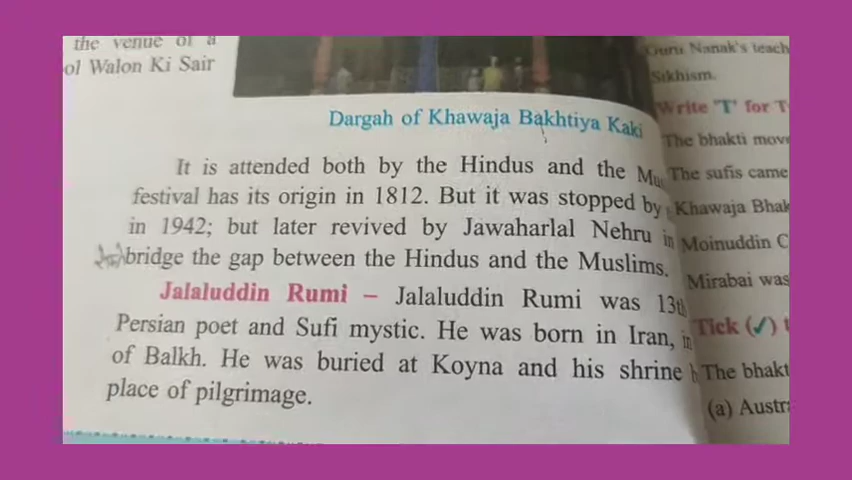 the venue of a
ol Walon Ki Sair
Dargah of Khawaja Bakhtiya Kaki
It is attended both by the Hindus and the
festival has its origin in 1812. But it was stopped by
in 1942; but later revived by Jawaharlal Nehru in
bridge the gap between the Hindus and the Muslims.
Jalaluddin Rumi – Jalaluddin Rumi was 13th
Persian poet and Sufi mystic. He was born in Iran, in
of Balkh. He was buried at Koyna and his shrine
place of pilgrimage.
Guru Nanak's teach
Sikhism.
Write 'T' for T
The bhakti mov
The sufis came
Khawaja Bhak
Moinuddin C
Mirabai was
Tick (✓) t
The bhakt
(a) Austr